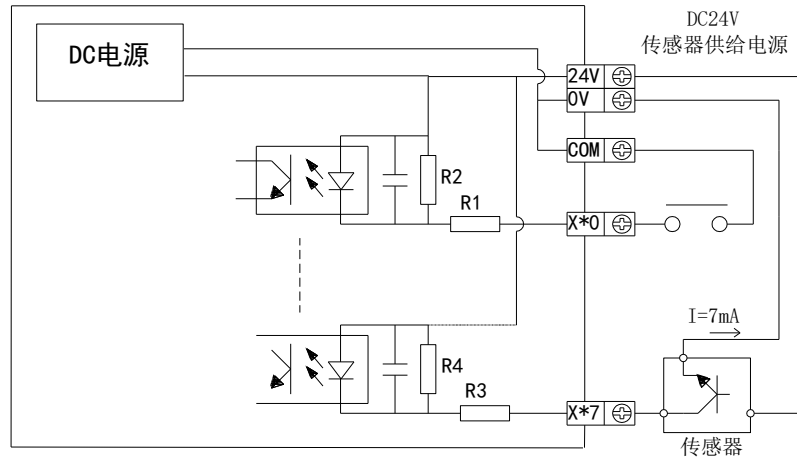 DC24V
传感器供给电源
DC电源
24V
0V
COM
R2
R1
X*0
I=7mA
R4
R3
X*7
传感器